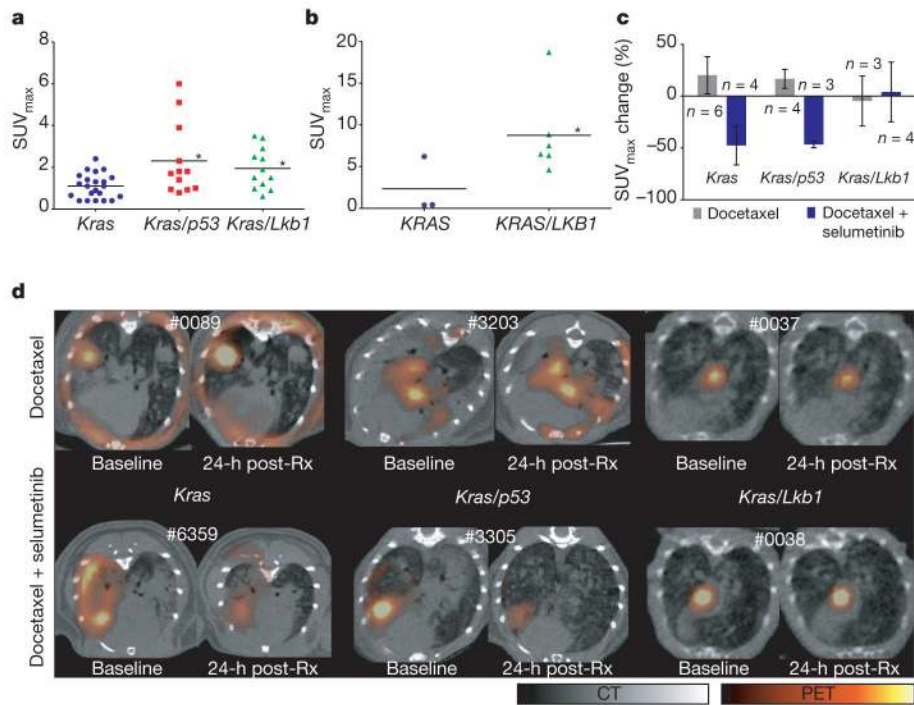 a
b
c
SUVmax
8
6
4
2
0
*
*
Kras
Kras/p53
Kras/Lkb1
SUVmax
20
15
10
5
0
*
KRAS
KRAS/LKB1
SUVmax change (%)
50
0
−50
−100
n = 6
n = 4
n = 4
n = 3
n = 3
n = 4
Kras
Kras/p53
Kras/Lkb1
Docetaxel
Docetaxel +
selumetinib
d
Docetaxel
#0089
#3203
#0037
Baseline
24-h post-Rx
Baseline
24-h post-Rx
Baseline
24-h post-Rx
Kras
Kras/p53
Kras/Lkb1
Docetaxel + selumetinib
#6359
#3305
#0038
Baseline
24-h post-Rx
Baseline
24-h post-Rx
Baseline
24-h post-Rx
CT
PET